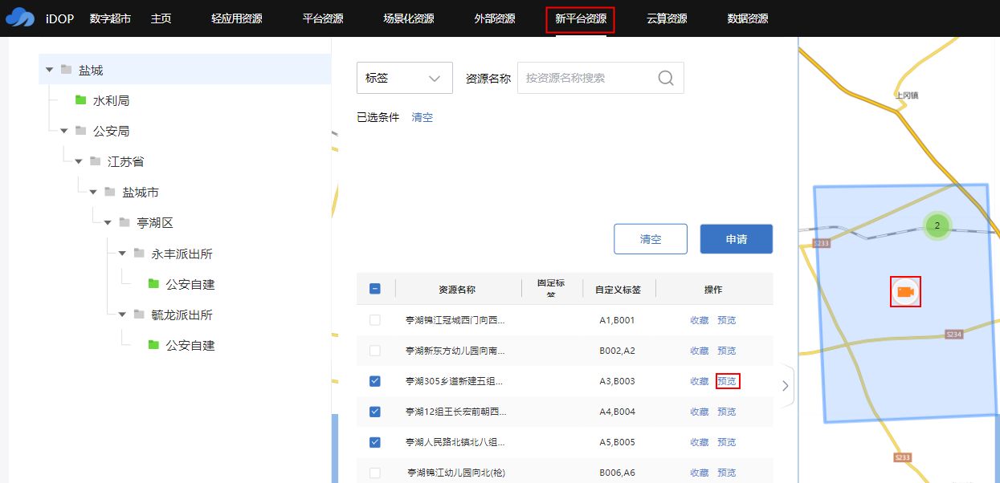 iDOP 数字超市 主页 轻应用资源 平台资源 场景化资源 外部资源 新平台资源 云算资源 数据资源
盐城
水利局
公安局
江苏省
盐城市
亭湖区
永丰派出所
公安自建
毓龙派出所
公安自建
标签 资源名称 按资源名称搜索
已选条件 清空
清空 申请
资源名称 固定标签 自定义标签 操作
亭湖锦江冠城西门向西... A1,B001 收藏 预览
亭湖新东方幼儿园向南... B002,A2 收藏 预览
亭湖305乡道新建五组... A3,B003 收藏 预览
亭湖12组王长宏前朝西... A4,B004 收藏 预览
亭湖人民路北镇北八组... A5,B005 收藏 预览
亭湖锦江幼儿园向北(枪) B006,A6 收藏 预览
上冈镇
2
S233
S234
S233